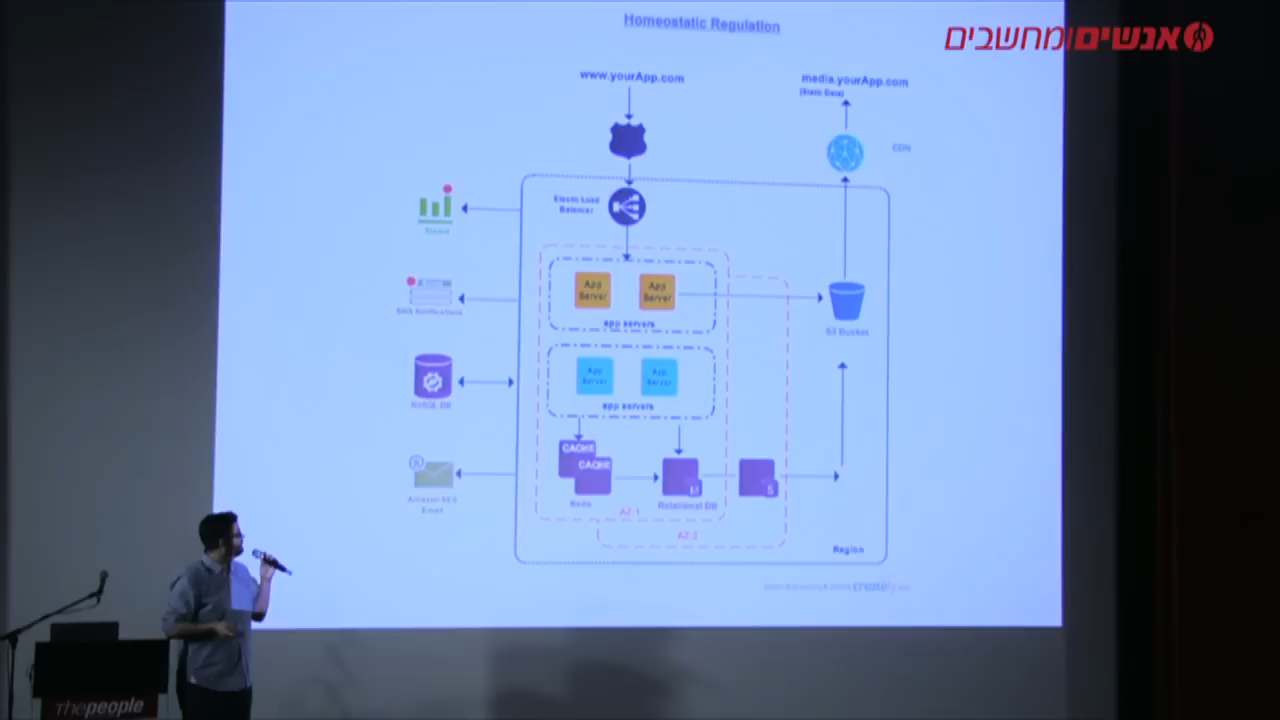 Homeostatic Regulation
אנשים ומחשבים
www.yourApp.com
media.yourApp.com
(Static Data)
CDN
Elastic Load
Balancer
App
Server
App
Server
app servers
S3 Bucket
SNS Notifications
App
Server
App
Server
app servers
NoSQL DB
CACHE
CACHE
M
S
Redis
Relational DB
AZ-1
Amazon SES
Email
AZ-2
Region
creately
Thepeople